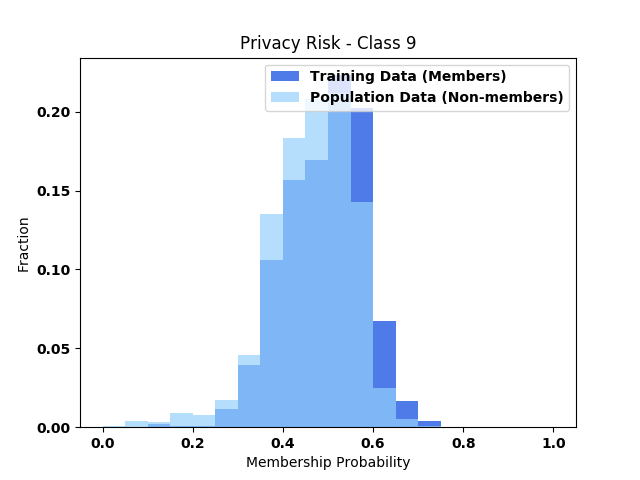 Privacy Risk - Class 9
Training Data (Members)
Population Data (Non-members)
0.20
0.15
0.10
0.05
0.00
Fraction
0.0 0.2 0.4 0.6 0.8 1.0
Membership Probability